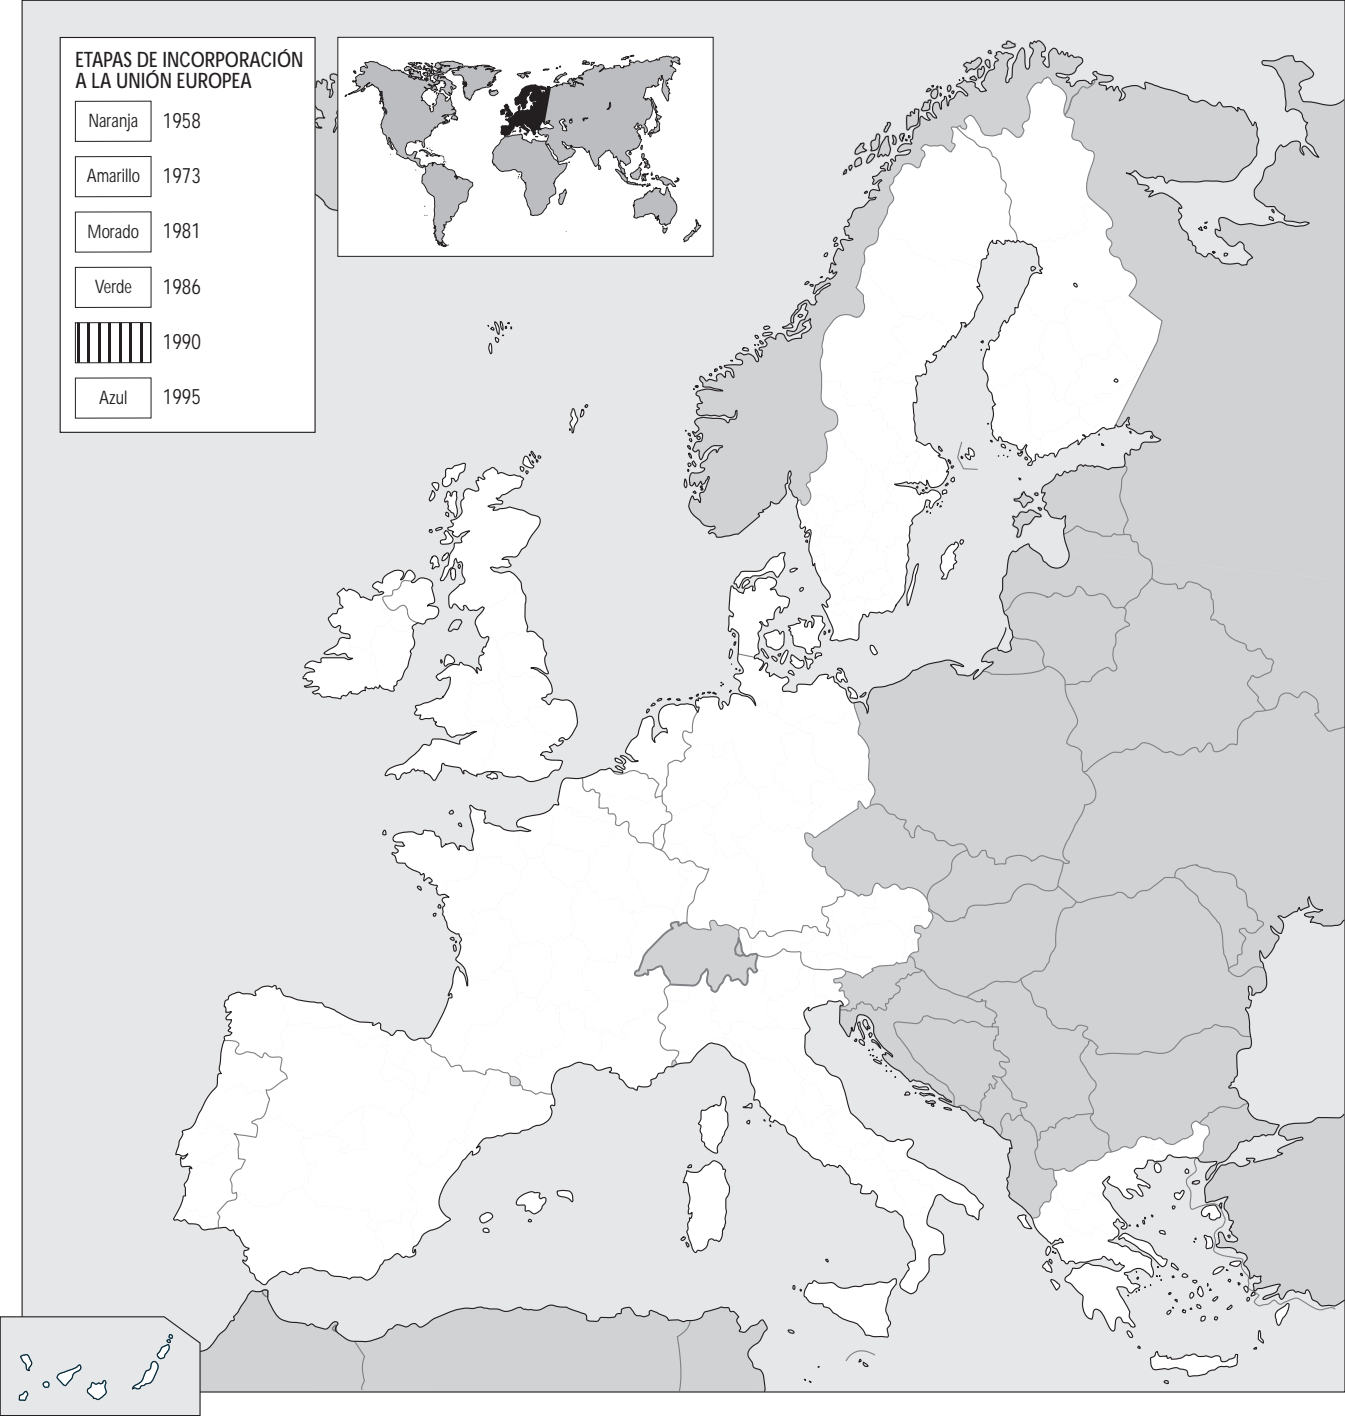 ETAPAS DE INCORPORACIÓN
A LA UNIÓN EUROPEA
Naranja 1958
Amarillo 1973
Morado 1981
Verde 1986
1990
Azul 1995